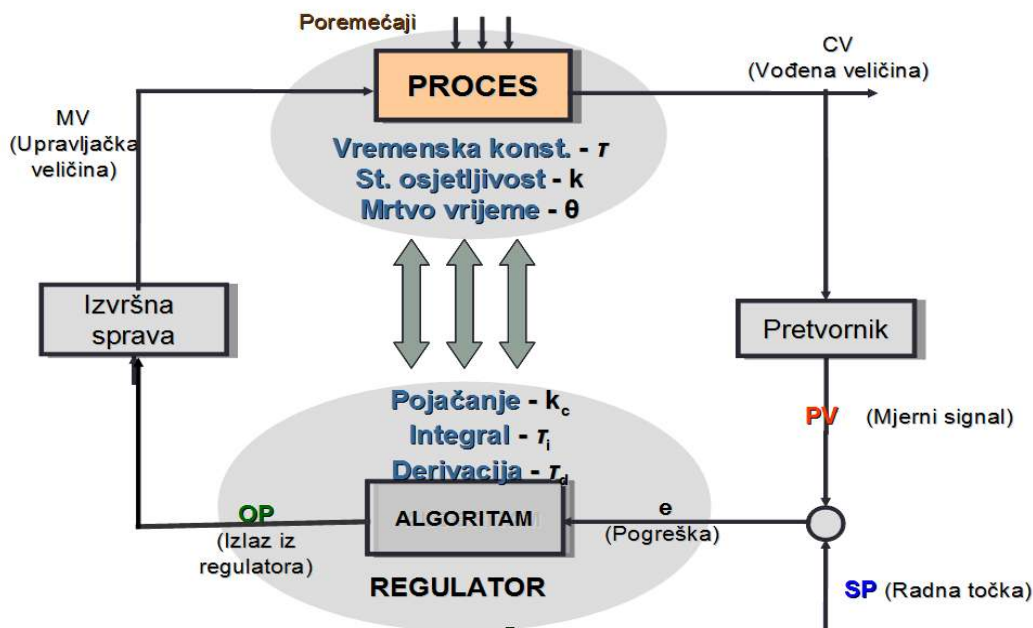 Poremećaji
PROCES
CV
(Vođena veličina)
MV
(Upravljačka
veličina)
Vremenska konst. - τ
St. osjetljivost - k
Mrtvo vrijeme - θ
Izvršna
sprava
Pretvornik
Pojačanje - kc
Integral - τi
Derivacija - τd
PV (Mjerni signal)
ALGORITAM
e
(Pogreška)
OP
(Izlaz iz
regulatora)
REGULATOR
SP (Radna točka)